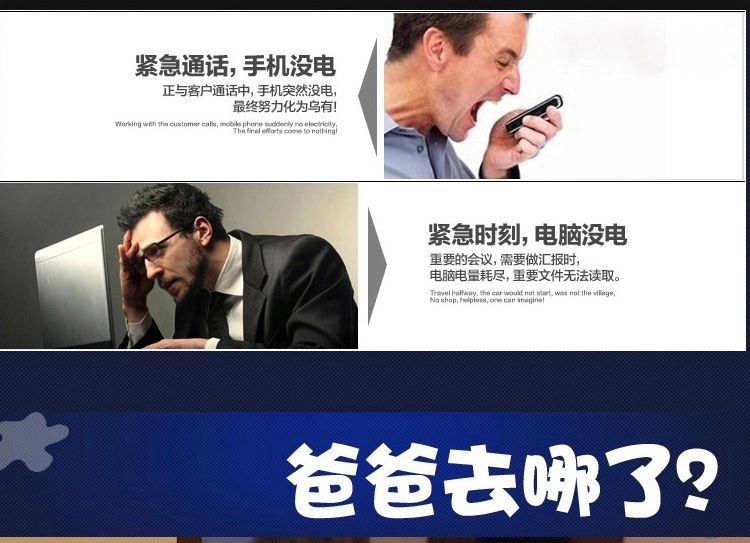 紧急通话，手机没电
正与客户通话中，手机突然没电，
最终努力化为乌有！
Working with the customer calls, mobile phone suddenly no electricity,
The final efforts come to nothing!
紧急时刻，电脑没电
重要的会议，需要做汇报时，
电脑电量耗尽，重要文件无法读取。
Travel halfway, the car would not start, was not the village,
No shop, helpless, one can imagine!
爸爸去哪了？